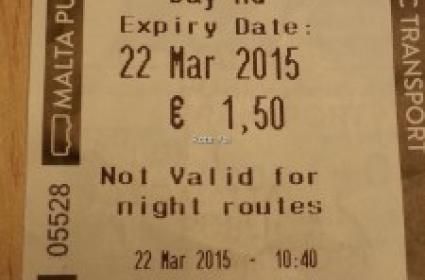 Expiry Date:
22 Mar 2015
€ 1,50
Not Valid for
night routes
22 Mar 2015 - 10:40
MALTA PU
05528
C TRANSPORT